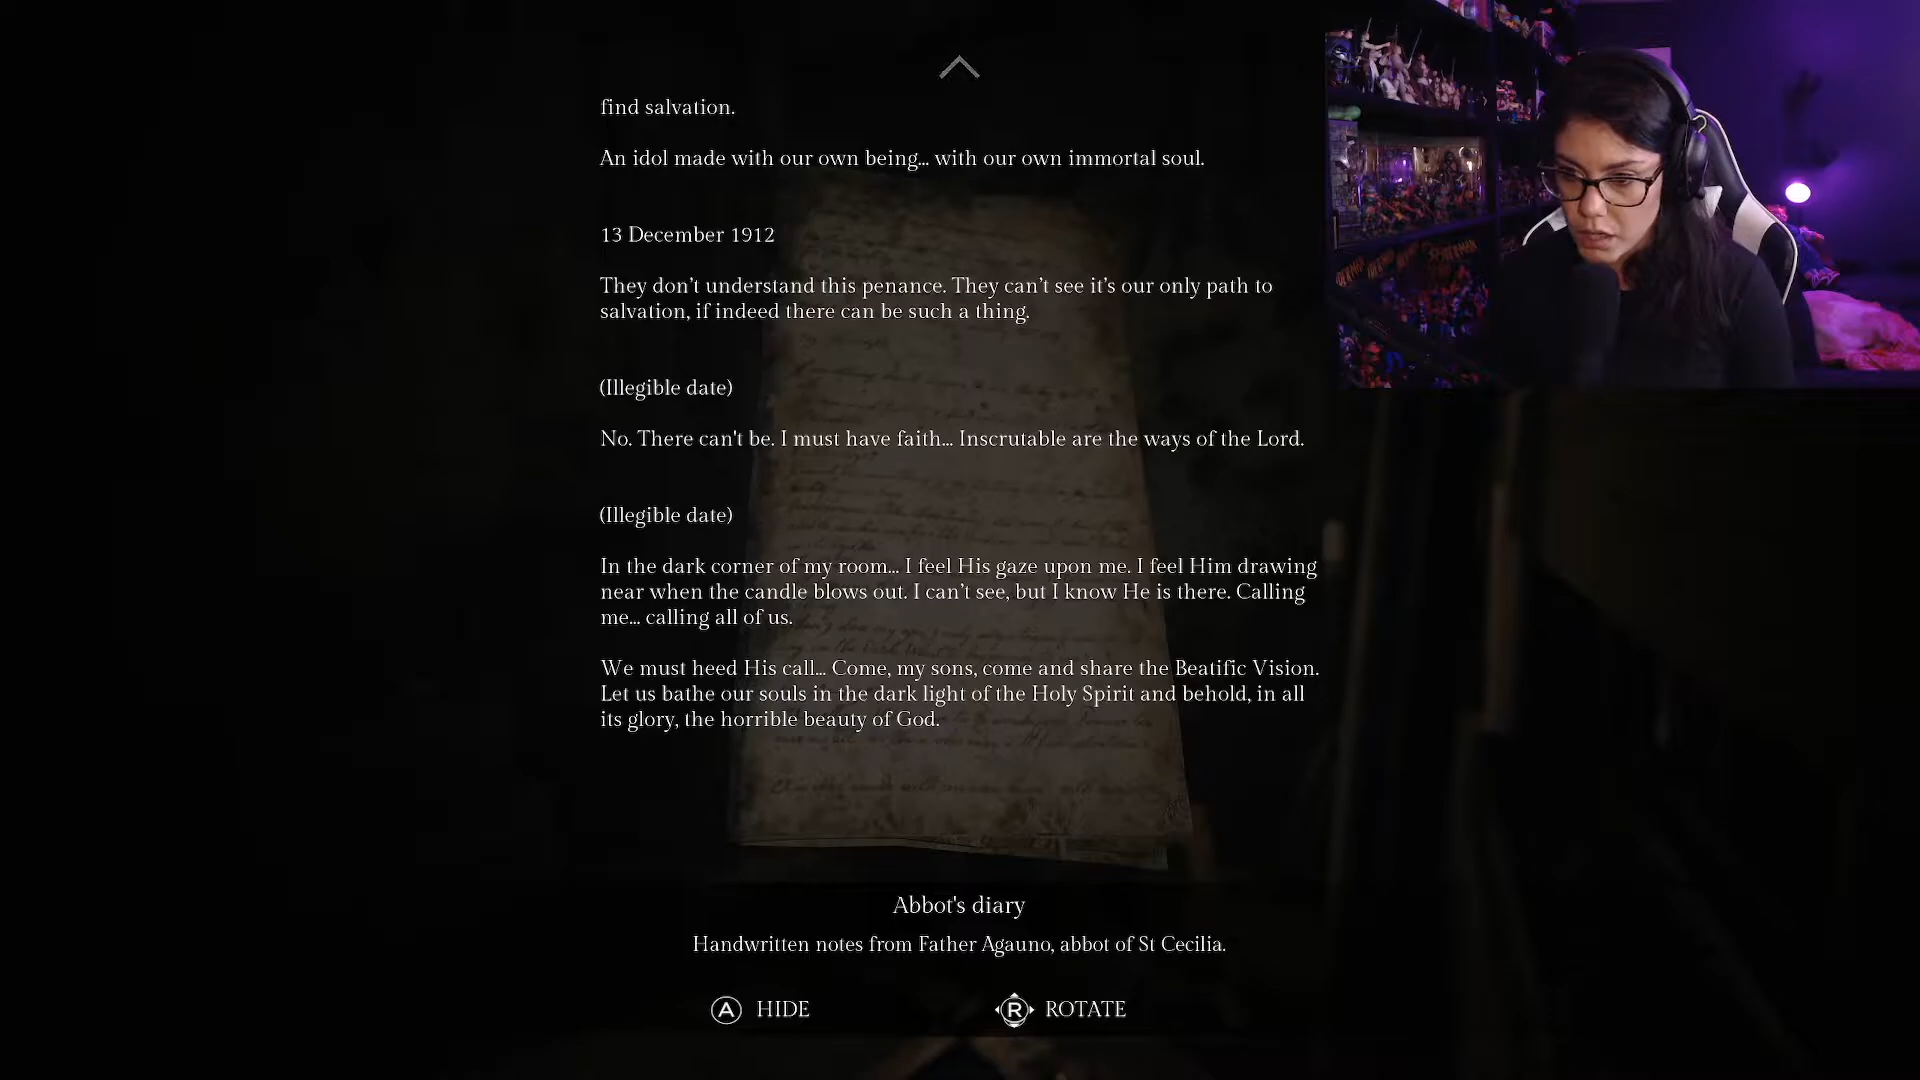 find salvation.
An idol made with our own being... with our own immortal soul.
13 December 1912
They don't understand this penance. They can't see it's our only path to
salvation, if indeed there can be such a thing.
(Illegible date)
No. There can't be. I must have faith... Inscrutable are the ways of the Lord.
(Illegible date)
In the dark corner of my room... I feel His gaze upon me. I feel Him drawing
near when the candle blows out. I can't see, but I know He is there. Calling
me... calling all of us.
We must heed His call... Come, my sons, come and share the Beatific Vision.
Let us bathe our souls in the dark light of the Holy Spirit and behold, in all
its glory, the horrible beauty of God.
Abbot's diary
Handwritten notes from Father Agauno, abbot of St Cecilia.
A HIDE
R ROTATE